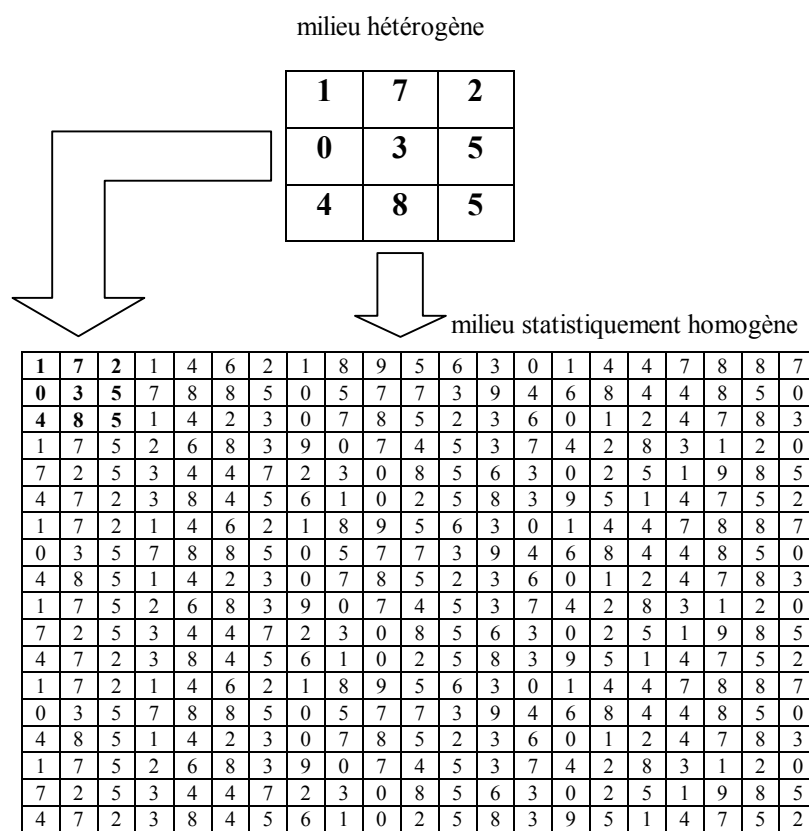 milieu hétérogène
1 7 2
0 3 5
4 8 5
milieu statistiquement homogène
1 7 2 1 4 6 2 1 8 9 5 6 3 0 1 4 4 7 8 8 7
0 3 5 7 8 8 5 0 5 7 7 3 9 4 6 8 4 4 8 5 0
4 8 5 1 4 2 3 0 7 8 5 2 3 6 0 1 2 4 7 8 3
1 7 5 2 6 8 3 9 0 7 4 5 3 7 4 2 8 3 1 2 0
7 2 5 3 4 4 7 2 3 0 8 5 6 3 0 2 5 1 9 8 5
4 7 2 3 8 4 5 6 1 0 2 5 8 3 9 5 1 4 7 5 2
1 7 2 1 4 6 2 1 8 9 5 6 3 0 1 4 4 7 8 8 7
0 3 5 7 8 8 5 0 5 7 7 3 9 4 6 8 4 4 8 5 0
4 8 5 1 4 2 3 0 7 8 5 2 3 6 0 1 2 4 7 8 3
1 7 5 2 6 8 3 9 0 7 4 5 3 7 4 2 8 3 1 2 0
7 2 5 3 4 4 7 2 3 0 8 5 6 3 0 2 5 1 9 8 5
4 7 2 3 8 4 5 6 1 0 2 5 8 3 9 5 1 4 7 5 2
1 7 2 1 4 6 2 1 8 9 5 6 3 0 1 4 4 7 8 8 7
0 3 5 7 8 8 5 0 5 7 7 3 9 4 6 8 4 4 8 5 0
4 8 5 1 4 2 3 0 7 8 5 2 3 6 0 1 2 4 7 8 3
1 7 5 2 6 8 3 9 0 7 4 5 3 7 4 2 8 3 1 2 0
7 2 5 3 4 4 7 2 3 0 8 5 6 3 0 2 5 1 9 8 5
4 7 2 3 8 4 5 6 1 0 2 5 8 3 9 5 1 4 7 5 2